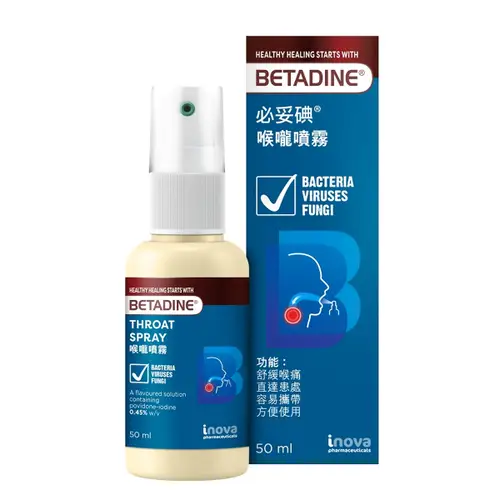 HEALTHY HEALING STARTS WITH
BETADINE®
THROAT
SPRAY
喉嚨噴霧
BACTERIA
VIRUSES
FUNGI
A flavoured solution
containing
povidone-iodine
0.45% w/v
50 ml
inova
pharmaceuticals
HEALTHY HEALING STARTS WITH
BETADINE®
必妥碘®
喉嚨噴霧
BACTERIA
VIRUSES
FUNGI
功能：
舒緩喉痛
直達患處
容易攜帶
方便使用
50 ml
inova
pharmaceuticals